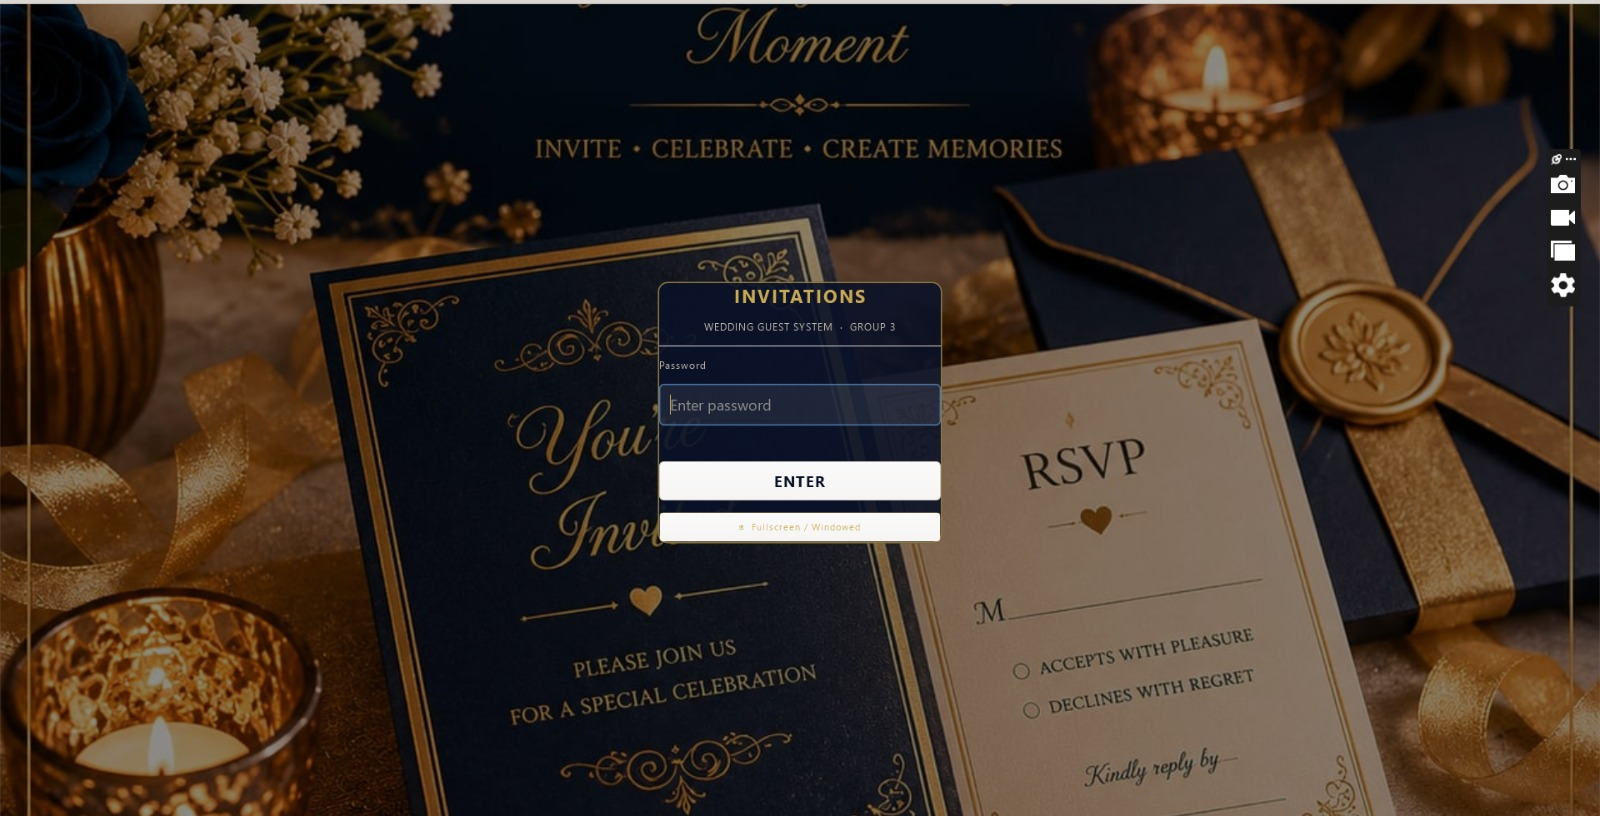 Moment
INVITE • CELEBRATE • CREATE MEMORIES
INVITATIONS
WEDDING GUEST SYSTEM · GROUP 3
Password
Enter password
ENTER
Fullscreen / Windowed
You're
Invi
PLEASE JOIN US
FOR A SPECIAL CELEBRATION
RSVP
M
ACCEPTS WITH PLEASURE
DECLINES WITH REGRET
Kindly reply by